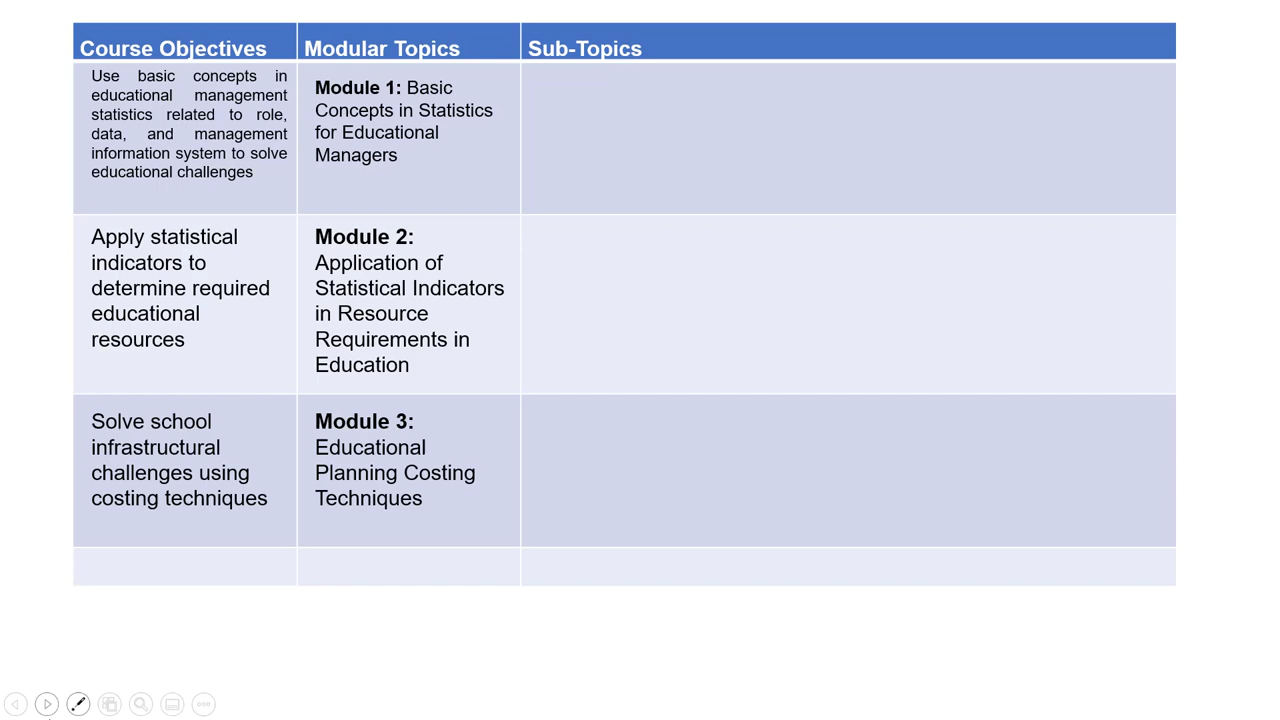 Course Objectives
Modular Topics
Sub-Topics
Use basic concepts in
educational management
statistics related to role,
data, and management
information system to solve
educational challenges
Module 1: Basic
Concepts in Statistics
for Educational
Managers
Apply statistical
indicators to
determine required
educational
resources
Module 2:
Application of
Statistical Indicators
in Resource
Requirements in
Education
Solve school
infrastructural
challenges using
costing techniques
Module 3:
Educational
Planning Costing
Techniques